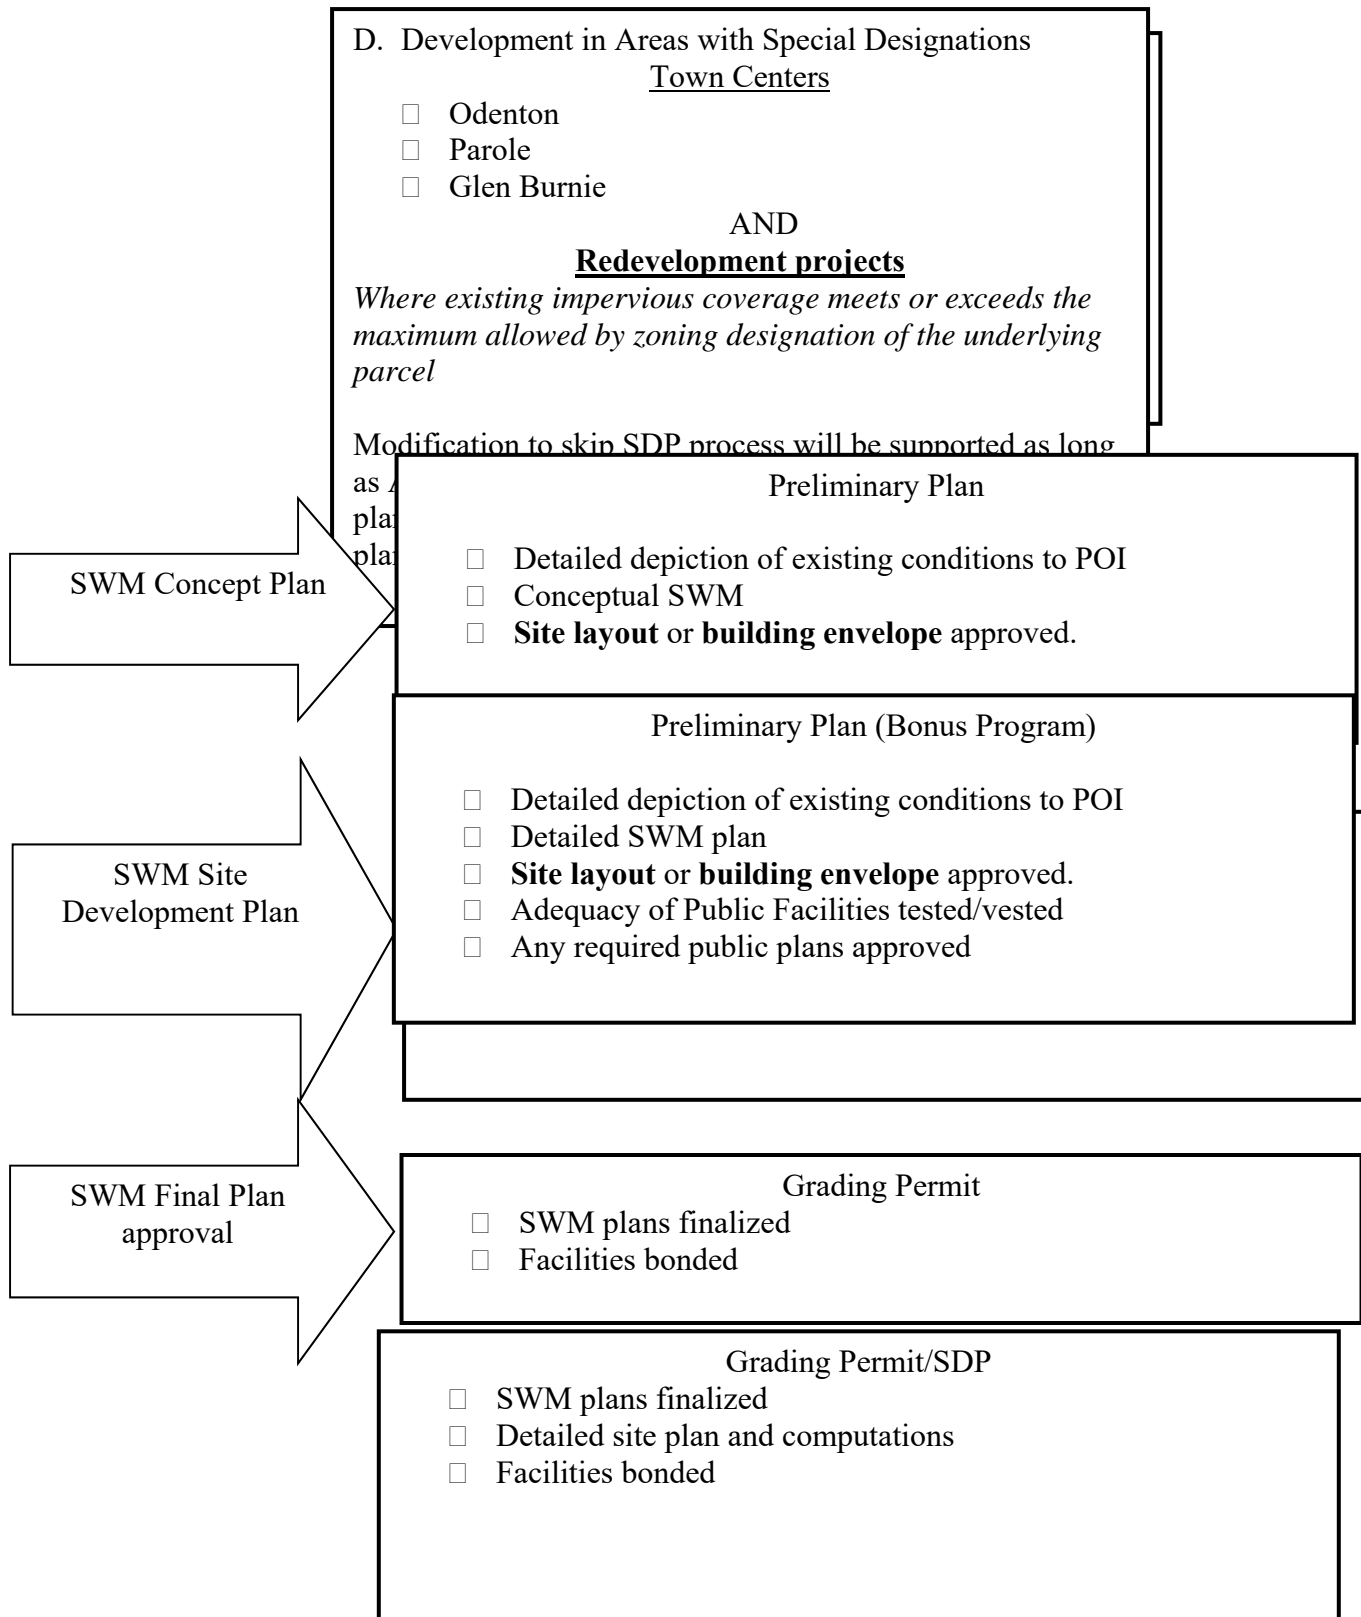 D. Development in Areas with Special Designations
Town Centers
Odenton
Parole
Glen Burnie
AND
Redevelopment projects
Where existing impervious coverage meets or exceeds the
maximum allowed by zoning designation of the underlying
parcel
Modification to skip SDP process will be supported as long
as
SWM Concept Plan
Preliminary Plan
Detailed depiction of existing conditions to POI
Conceptual SWM
Site layout or building envelope approved.
SWM Site
Development Plan
Preliminary Plan (Bonus Program)
Detailed depiction of existing conditions to POI
Detailed SWM plan
Site layout or building envelope approved.
Adequacy of Public Facilities tested/vested
Any required public plans approved
SWM Final Plan
approval
Grading Permit
SWM plans finalized
Facilities bonded
Grading Permit/SDP
SWM plans finalized
Detailed site plan and computations
Facilities bonded